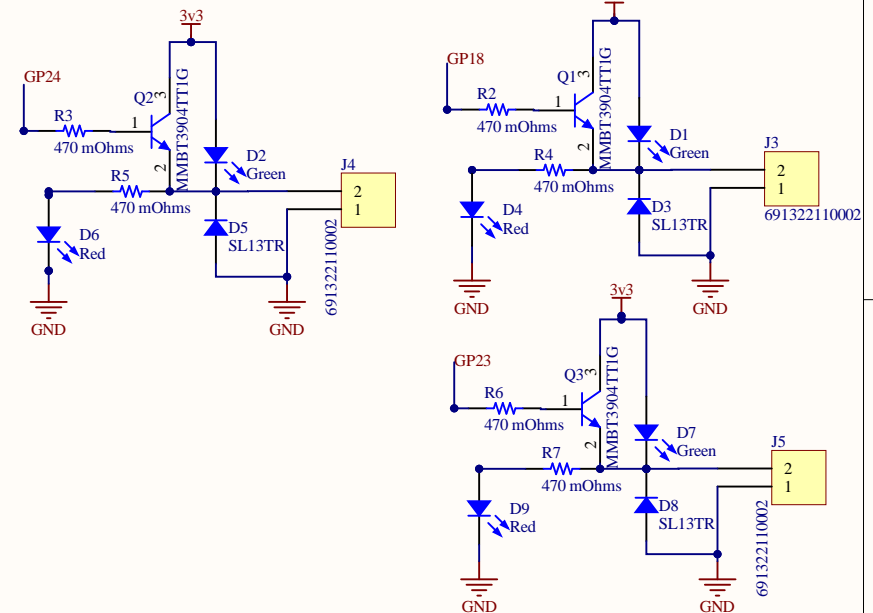 3v3
GP24
Q2
3
MMBT3904TT1G
R3
1
470 mOhms
2
D2
Green
J4
R5
470 mOhms
2
1
D5
SL13TR
691322110002
D6
Red
GND
GND
GP18
Q1
3
MMBT3904TT1G
R2
1
470 mOhms
2
D1
Green
J3
R4
470 mOhms
2
1
691322110002
D4
Red
D3
SL13TR
GND
GND
3v3
GP23
Q3
3
MMBT3904TT1G
R6
1
470 mOhms
2
D7
Green
J5
R7
470 mOhms
2
1
D9
Red
D8
SL13TR
691322110002
GND
GND